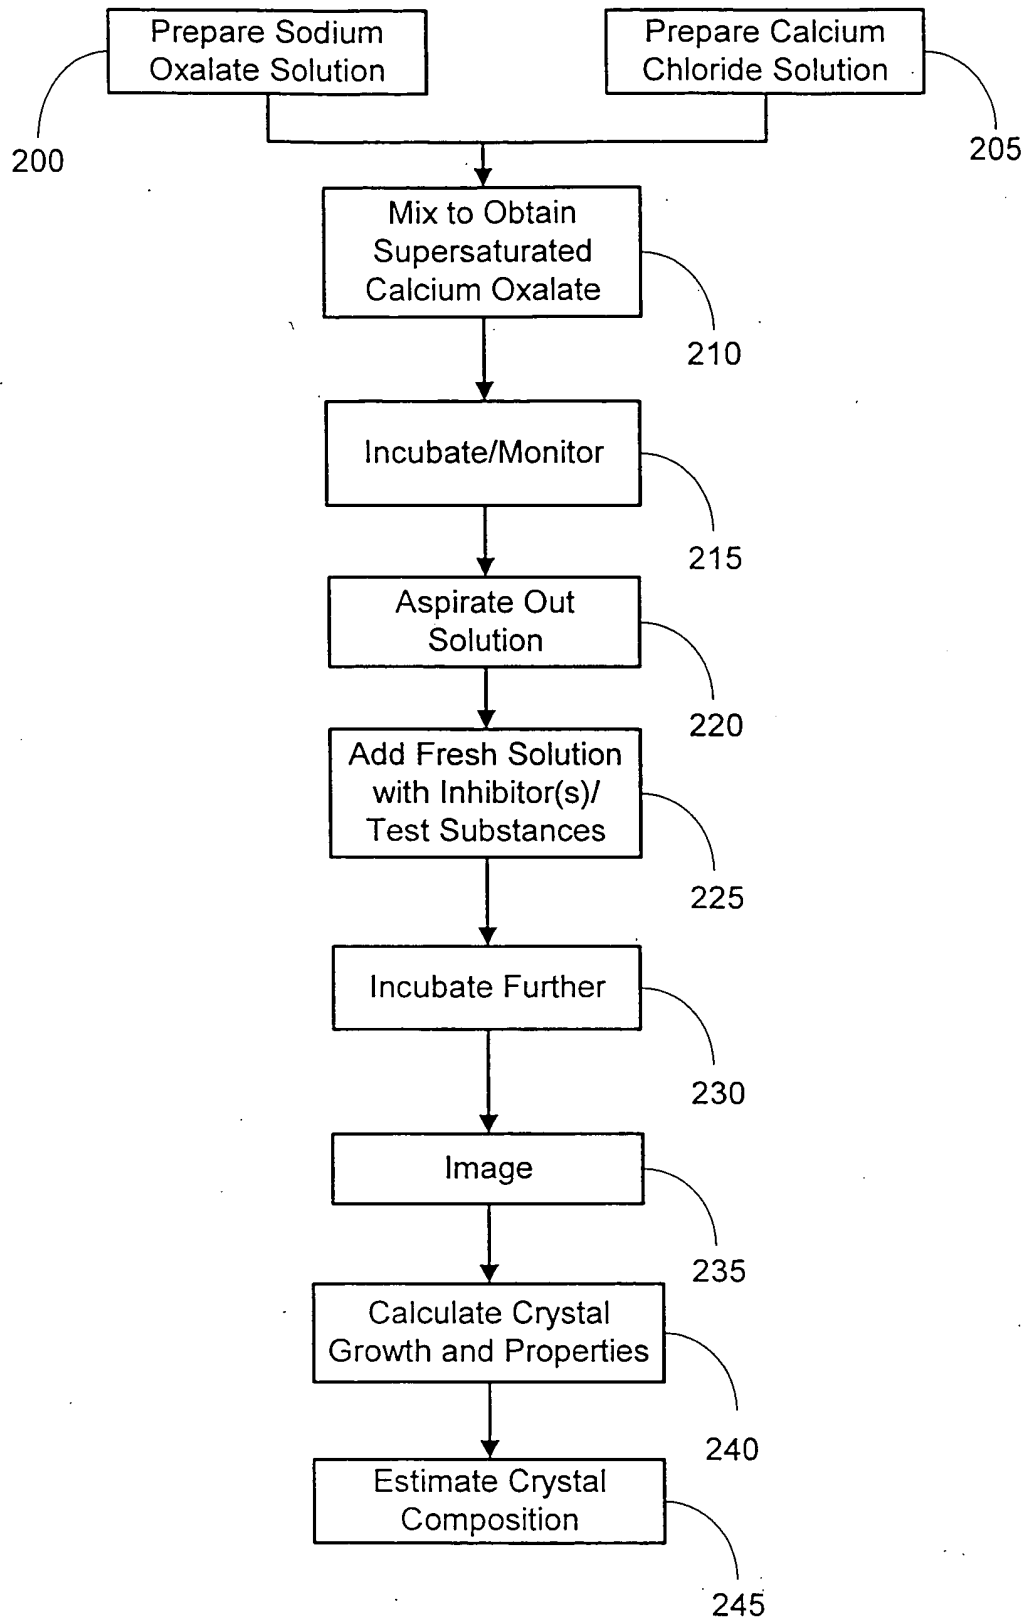 Prepare Sodium
Oxalate Solution
Prepare Calcium
Chloride Solution
200
205
Mix to Obtain
Supersaturated
Calcium Oxalate
210
Incubate/Monitor
215
Aspirate Out
Solution
220
Add Fresh Solution
with Inhibitor(s)/
Test Substances
225
Incubate Further
230
Image
235
Calculate Crystal
Growth and Properties
240
Estimate Crystal
Composition
245